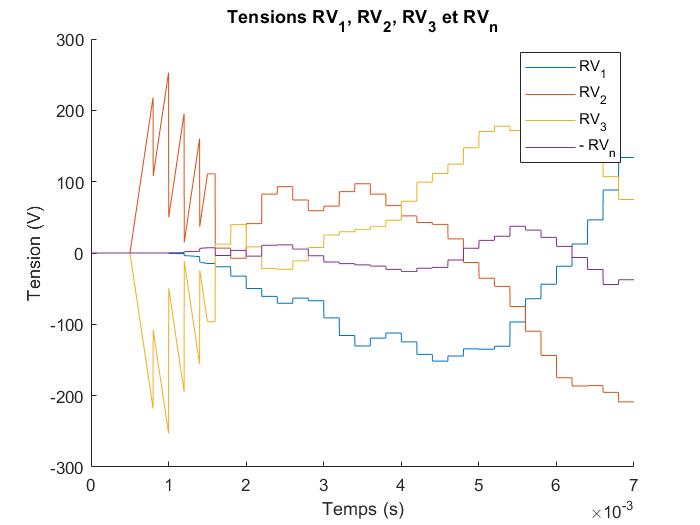 Tensions RV1, RV2, RV3 et RVn
300
200
100
0
-100
-200
-300
Tension (V)
RV1
RV2
RV3
- RVn
0 1 2 3 4 5 6 7
Temps (s)
×10-3